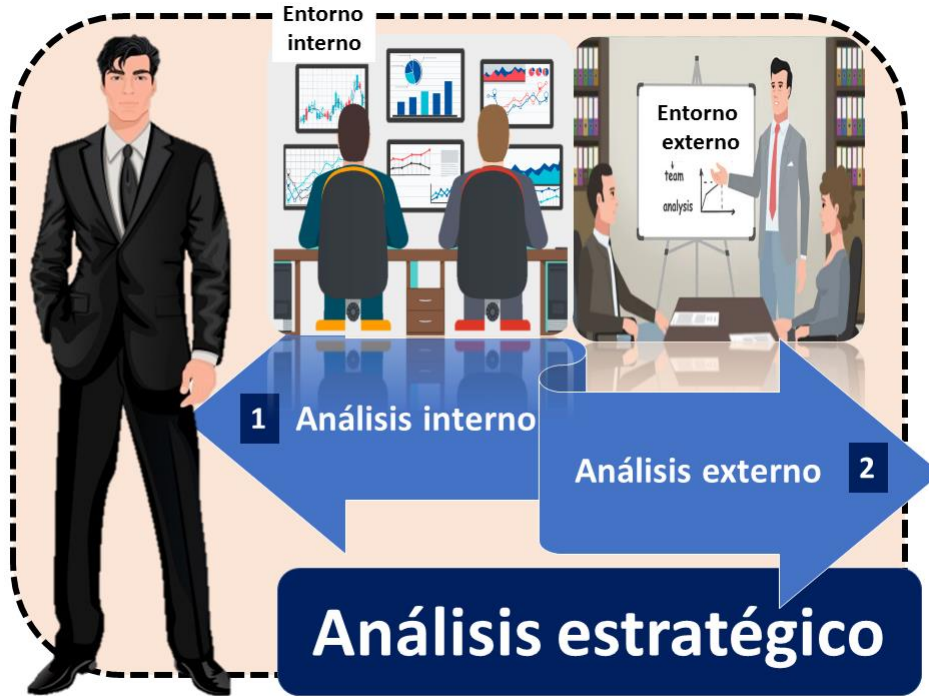 Entorno
interno
Entorno
externo
team
analysis
1 Análisis interno
Análisis externo 2
Análisis estratégico